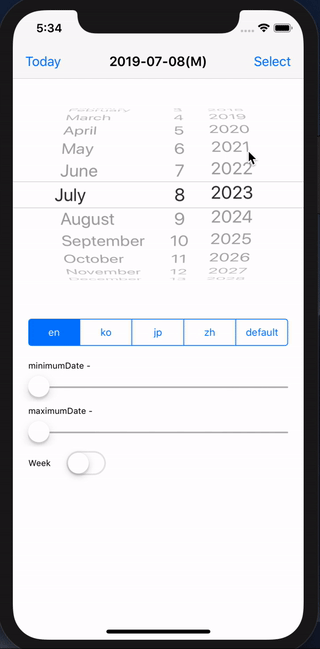 5:34
Today 2019-07-08(M) Select
February 3 2018
March 4 2019
April 5 2020
May 6 2021
June 7 2022
July 8 2023
August 9 2024
September 10 2025
October 11 2026
November 12 2027
December 13 2028
en ko jp zh default
minimumDate -
maximumDate -
Week